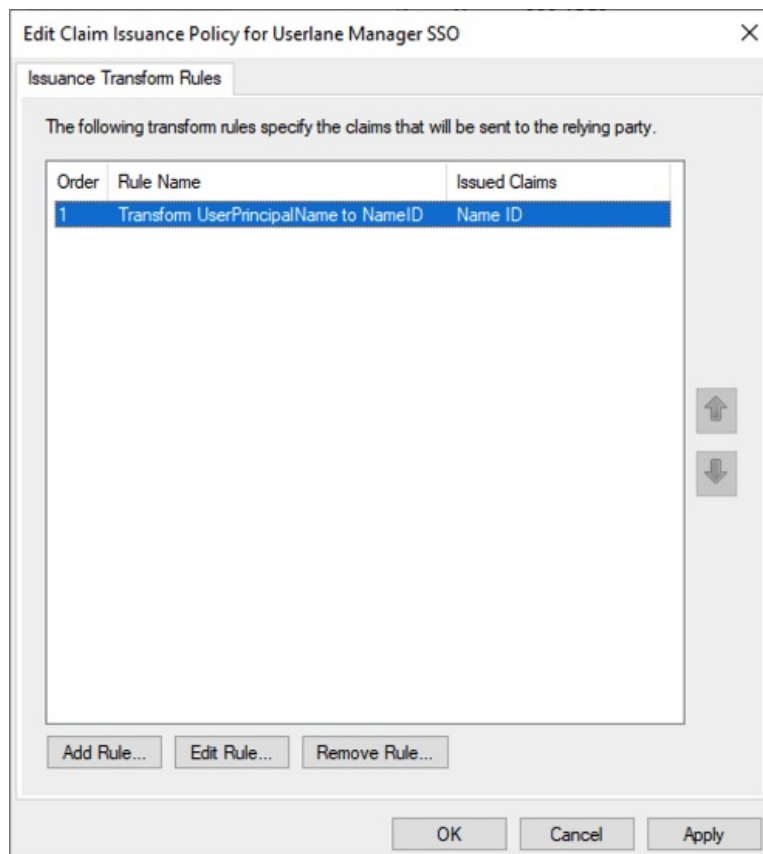 Edit Claim Issuance Policy for Userlane Manager SSO
Issuance Transform Rules
The following transform rules specify the claims that will be sent to the relying party.
Order Rule Name Issued Claims
1 Transform UserPrincipalName to NameID Name ID
Add Rule... Edit Rule... Remove Rule...
OK Cancel Apply